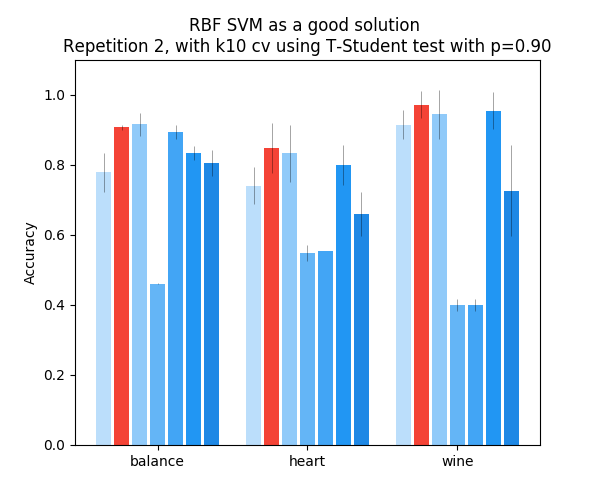 RBF SVM as a good solution
Repetition 2, with k10 cv using T-Student test with p=0.90
1.0
0.8
0.6
0.4
0.2
0.0
Accuracy
balance heart wine